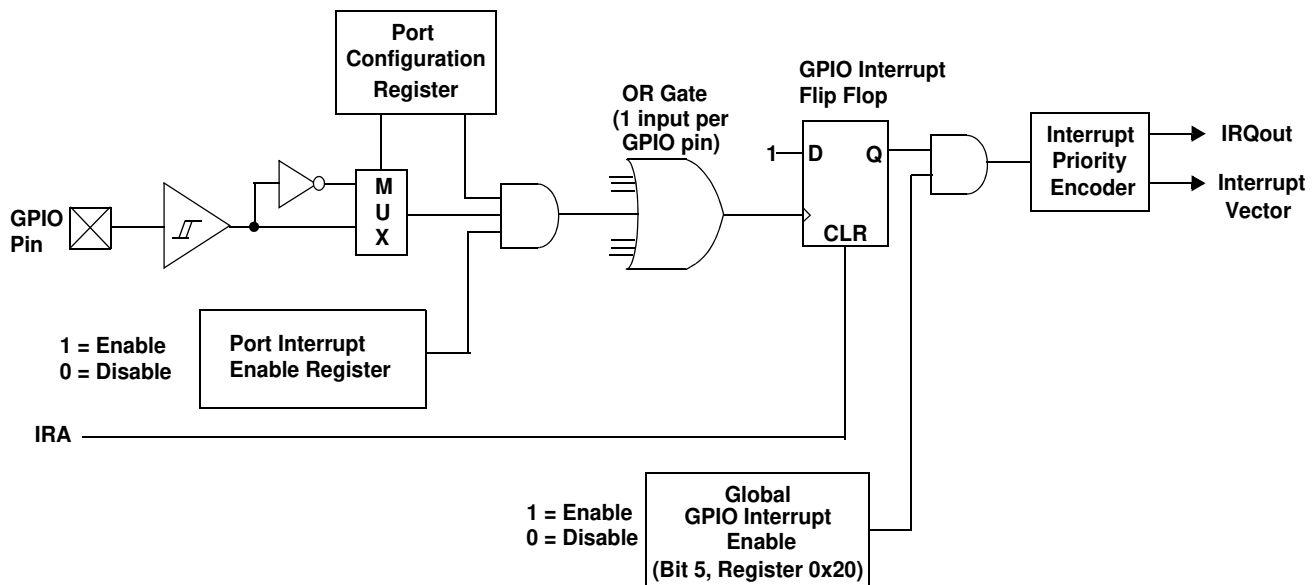 Port
Configuration
Register
GPIO Interrupt
Flip Flop
OR Gate
(1 input per
GPIO pin)
1
D
Q
CLR
Interrupt
Priority
Encoder
IRQout
Interrupt
Vector
M
U
X
GPIO
Pin
1 = Enable
0 = Disable
Port Interrupt
Enable Register
IRA
1 = Enable
0 = Disable
Global
GPIO Interrupt
Enable
(Bit 5, Register 0x20)